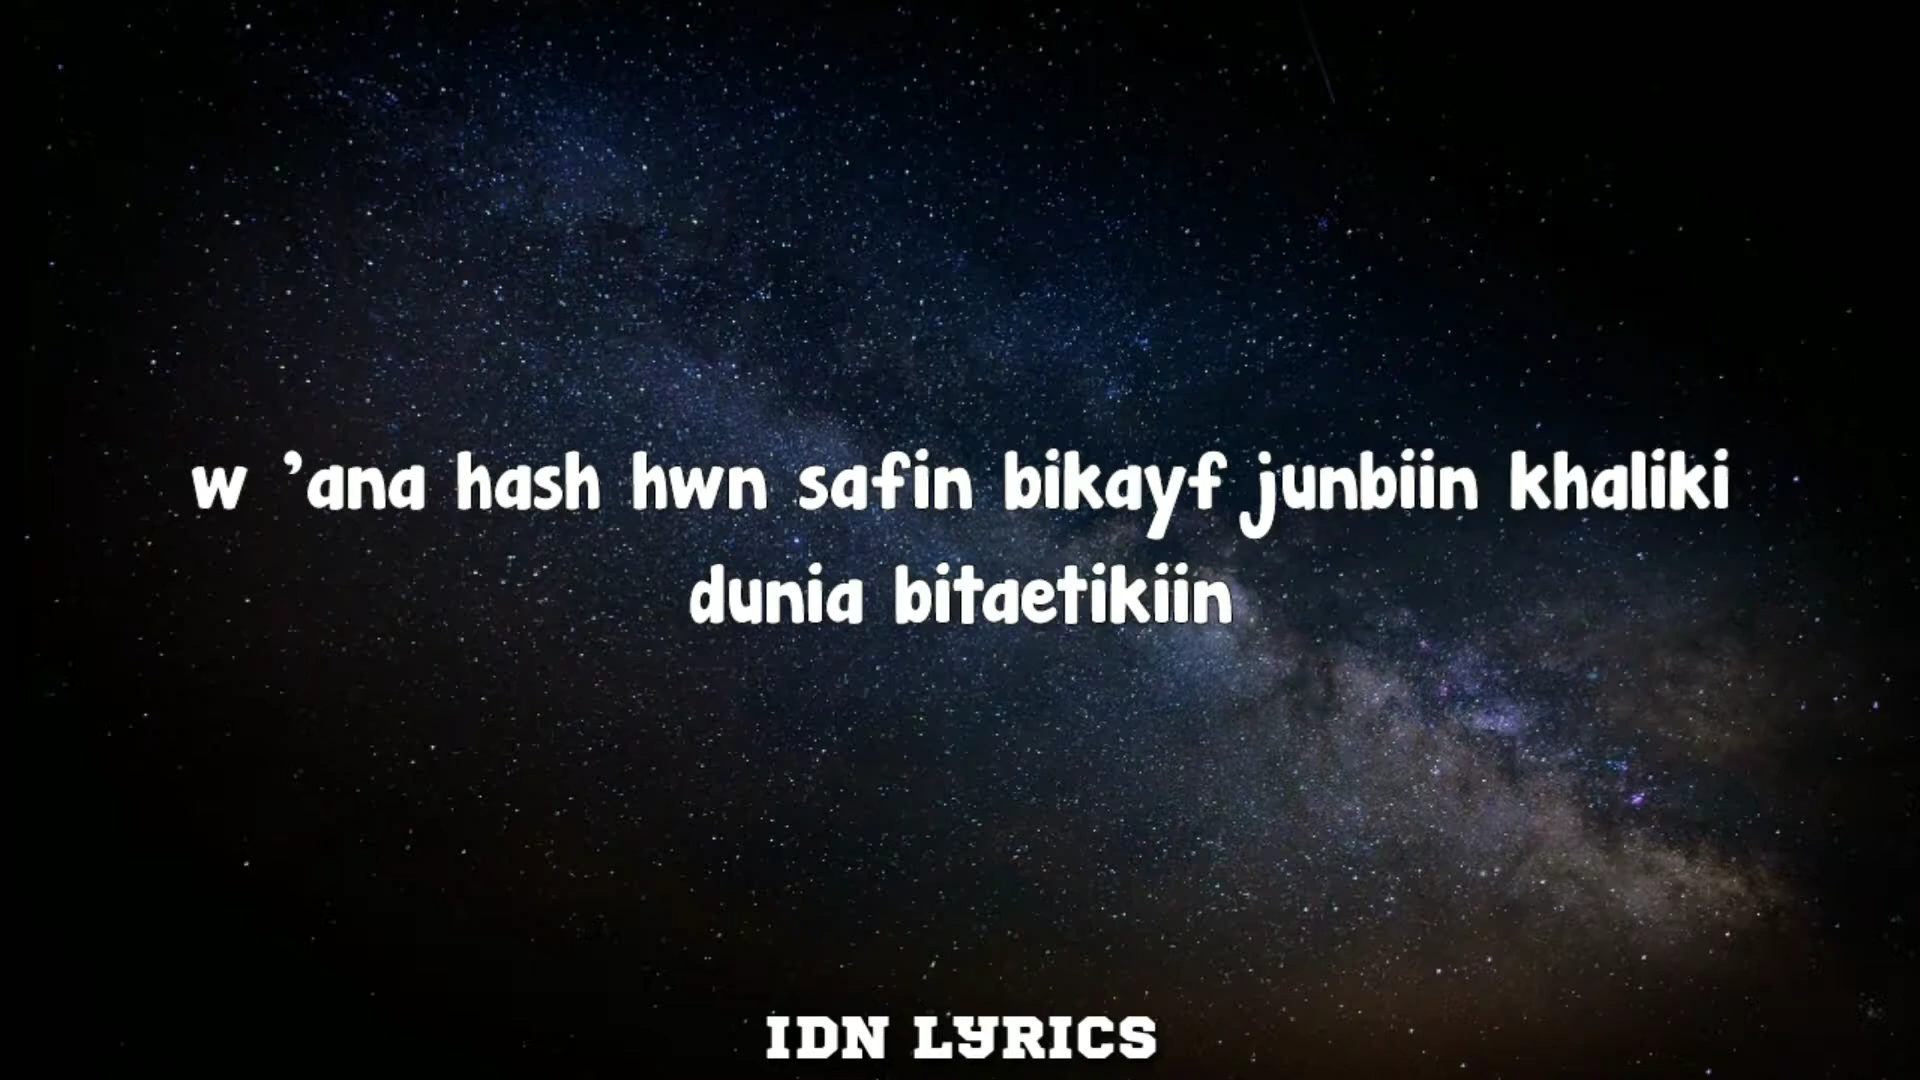 w ’ana hash hwn safin bikayf junbiin khaliki
dunia bitaetikiin
IDN LYRICS